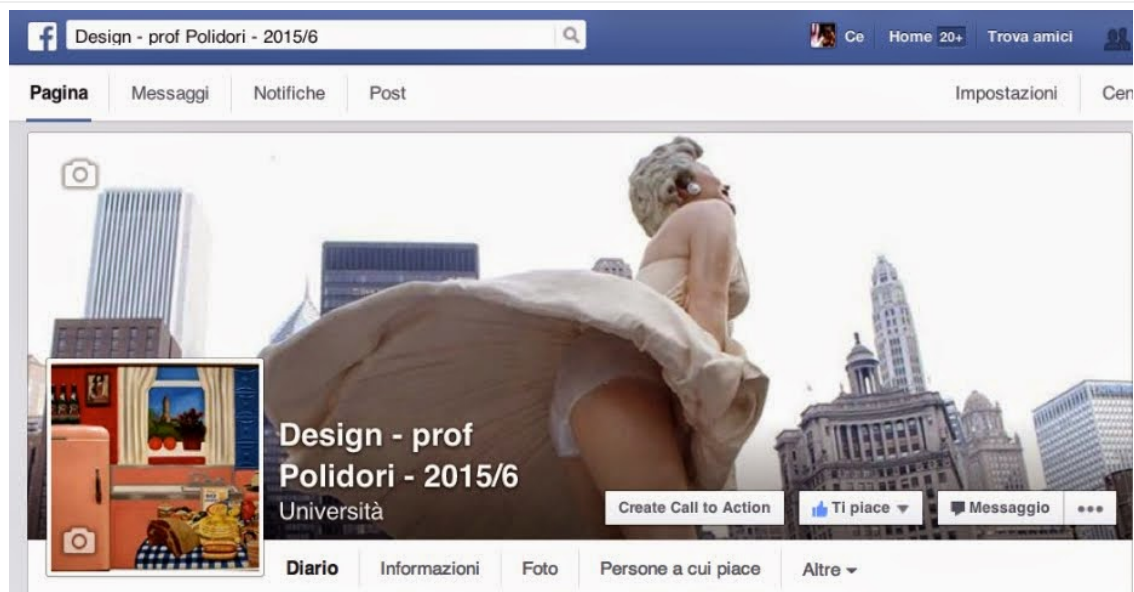 f Design - prof Polidori - 2015/6 Ce Home 20+ Trova amici
Pagina Messaggi Notifiche Post Impostazioni Cen
Design - prof
Polidori - 2015/6
Università
Create Call to Action Ti piace Messaggio
Diario Informazioni Foto Persone a cui piace Altre